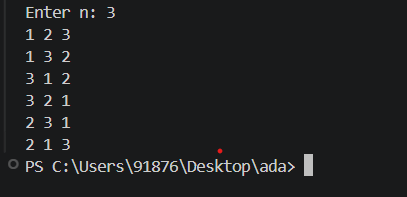 Enter n: 3
1 2 3
1 3 2
3 1 2
3 2 1
2 3 1
2 1 3
PS C:\Users\91876\Desktop\ada>